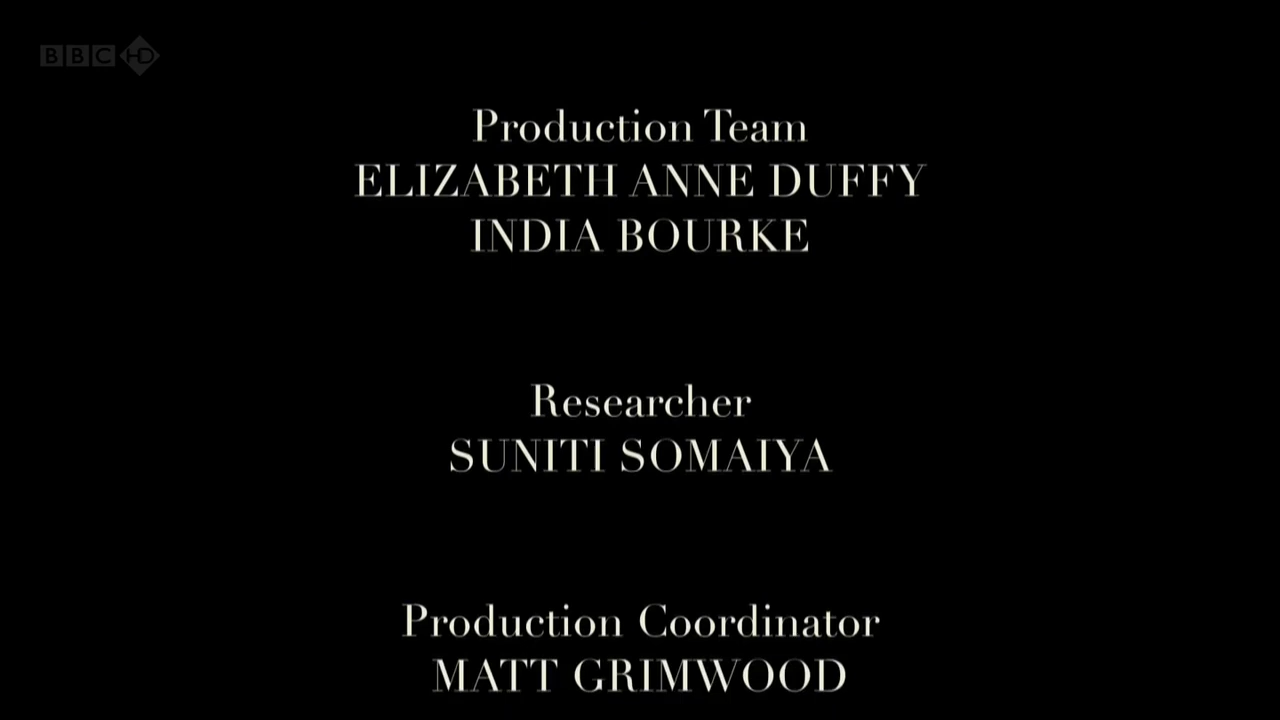 BBC HD
Production Team
ELIZABETH ANNE DUFFY
INDIA BOURKE
Researcher
SUNITI SOMAIYA
Production Coordinator
MATT GRIMWOOD